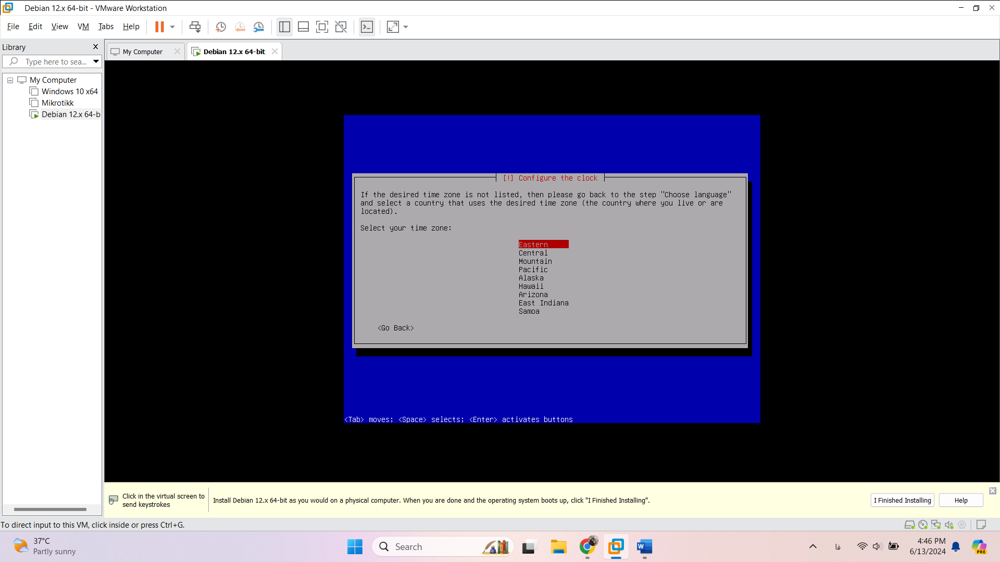 Debian 12.x 64-bit - VMware Workstation
File Edit View VM Tabs Help
Library
My Computer
Debian 12.x 64-bit
Type here to sea...
My Computer
Windows 10 x64
Mikrotikk
Debian 12.x 64-b
[!] Configure the clock
If the desired time zone is not listed, then please go back to the step "Choose language"
and select a country that uses the desired time zone (the country where you live or are
located).
Select your time zone:
Eastern
Central
Mountain
Pacific
Alaska
Hawaii
Arizona
East Indiana
Samoa
<Go Back>
<Tab> moves; <Space> selects; <Enter> activates buttons
Click in the virtual screen to
send keystrokes
Install Debian 12.x 64-bit as you would on a physical computer. When you are done and the operating system boots up, click "I Finished Installing".
I Finished Installing
Help
To direct input to this VM, click inside or press Ctrl+G.
37°C
Partly sunny
Search
فا
4:46 PM
6/13/2024
PRE